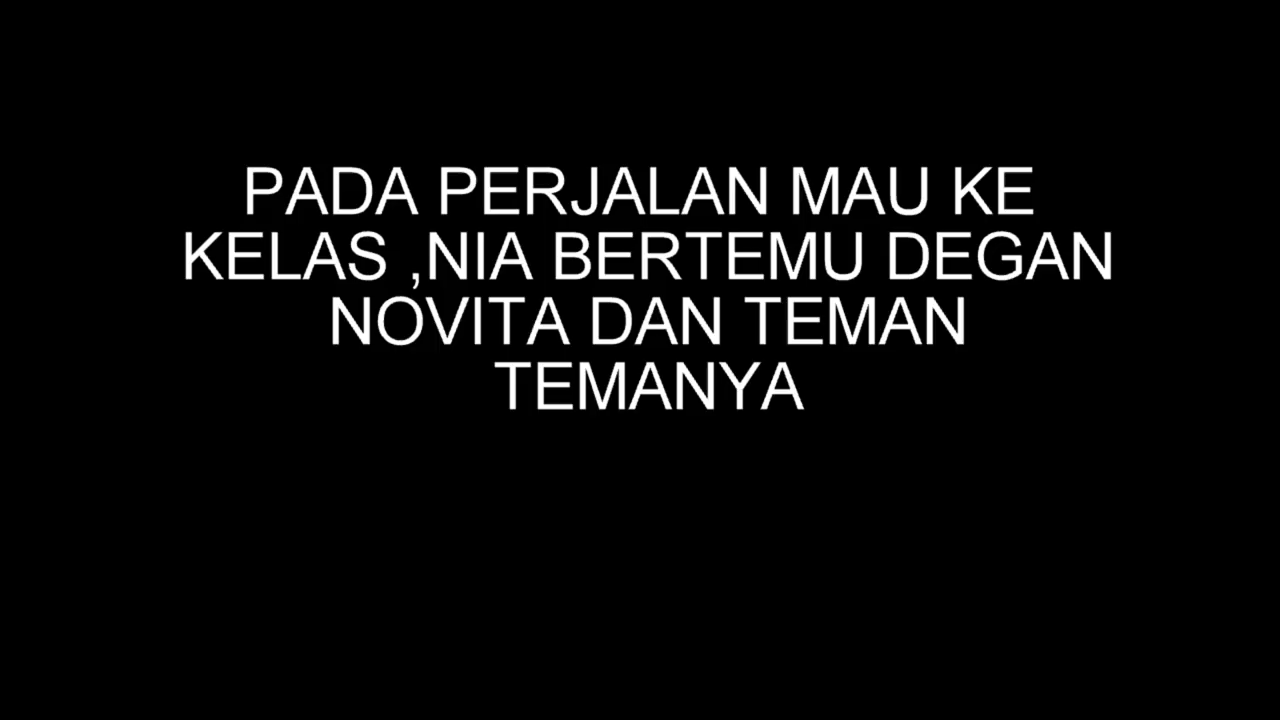 PADA PERJALAN MAU KE
KELAS ,NIA BERTEMU DEGAN
NOVITA DAN TEMAN
TEMANYA